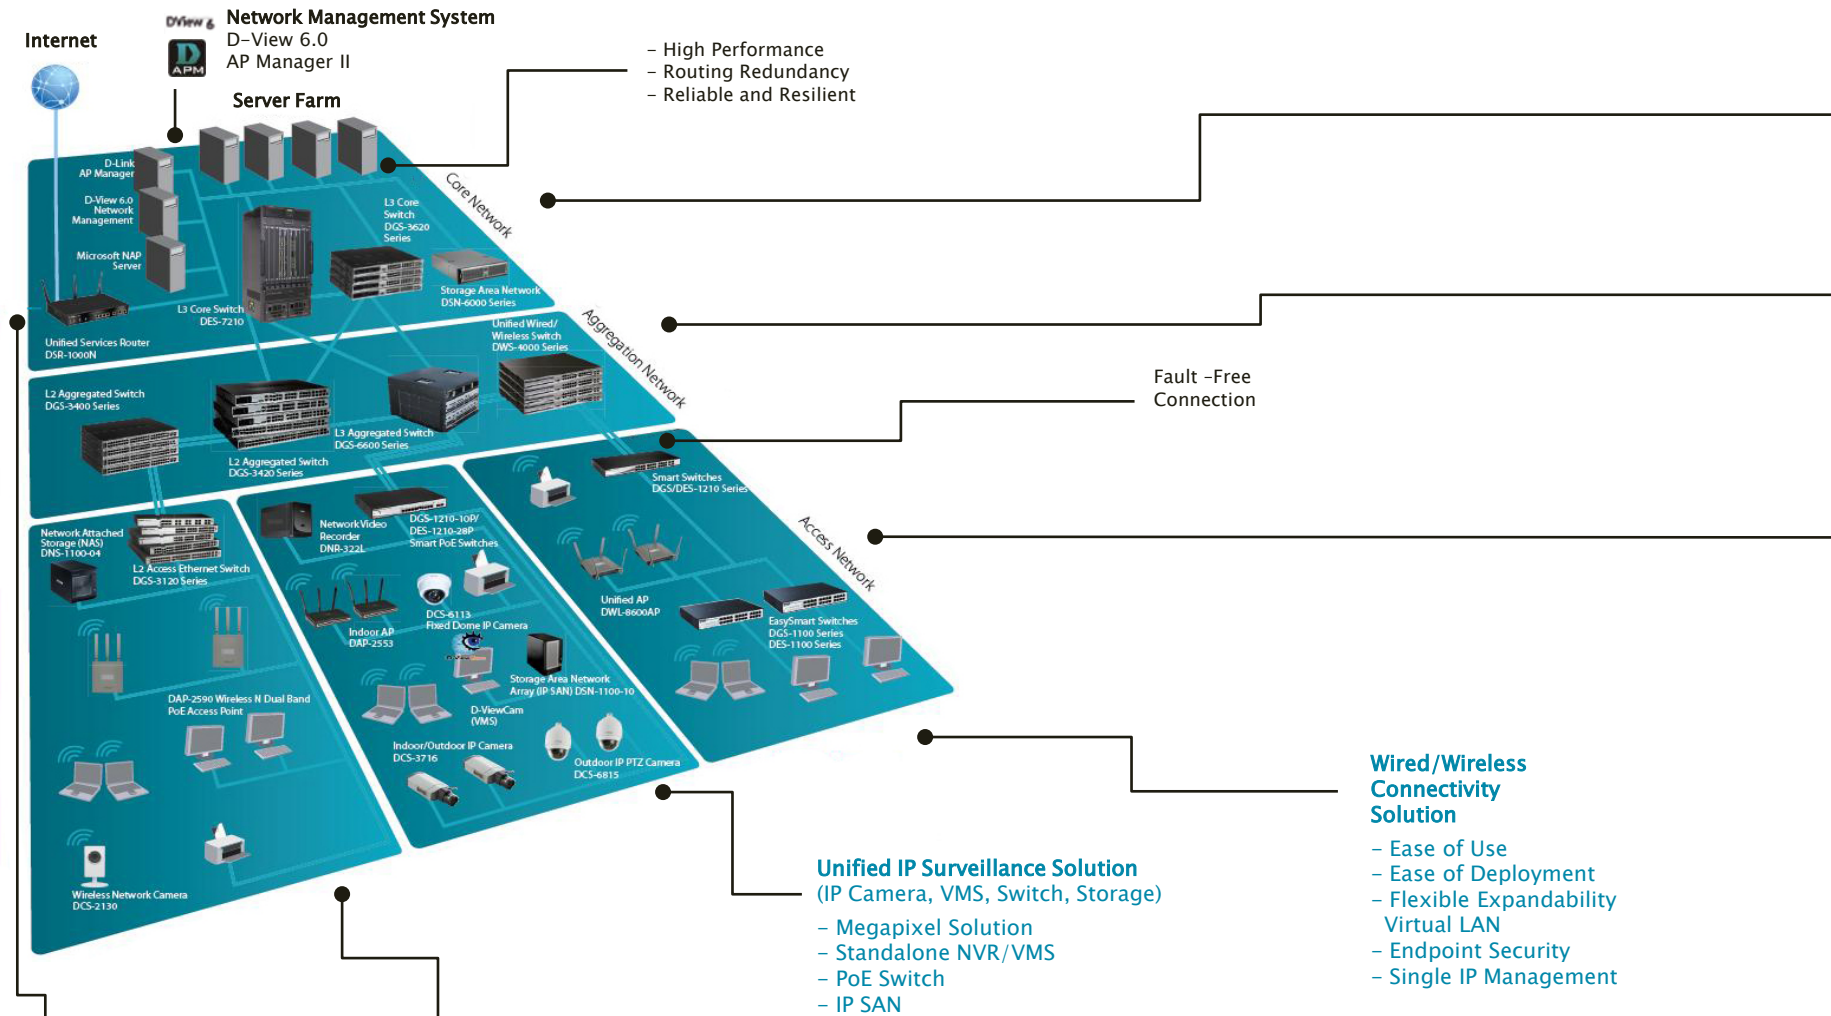 DView 6
Network Management System
D-View 6.0
AP Manager II
Internet
D
APM
Server Farm
- High Performance
- Routing Redundancy
- Reliable and Resilient
D-Link
AP Manager
D-View 6.0
Network
Management
Microsoft NAP
Server
L3 Core
Switch
DGS-3620
Series
Core Network
Storage Area Network
DSN-6000 Series
L3 Core Switch
DES-7210
Unified Services Router
DSR-1000N
Unified Wired/
Wireless Switch
DWS-4000 Series
Aggregation Network
L2 Aggregated Switch
DGS-3400 Series
L3 Aggregated Switch
DGS-6600 Series
L2 Aggregated Switch
DGS-3420 Series
Fault -Free
Connection
Smart Switches
DGS/DES-1210 Series
Access Network
Network Attached
Storage (NAS)
DNS-1100-04
L2 Access Ethernet Switch
DGS-3120 Series
Network Video
Recorder
DNR-322L
DGS-1210-10P/
DES-1210-28P
Smart PoE Switches
Unified AP
DWL-8600AP
EasySmart Switches
DGS-1100 Series
DES-1100 Series
Indoor AP
DAP-2553
DCS-6113
Fixed Dome IP Camera
Storage Area Network
Array (IP SAN) DSN-1100-10
D-ViewCam
(VMS)
DAP-2590 Wireless N Dual Band
PoE Access Point
Indoor/Outdoor IP Camera
DCS-3716
Outdoor IP PTZ Camera
DCS-6815
Wireless Network Camera
DCS-2130
Unified IP Surveillance Solution
(IP Camera, VMS, Switch, Storage)
- Megapixel Solution
- Standalone NVR/VMS
- PoE Switch
- IP SAN
Wired/Wireless
Connectivity
Solution
- Ease of Use
- Ease of Deployment
- Flexible Expandability
Virtual LAN
- Endpoint Security
- Single IP Management